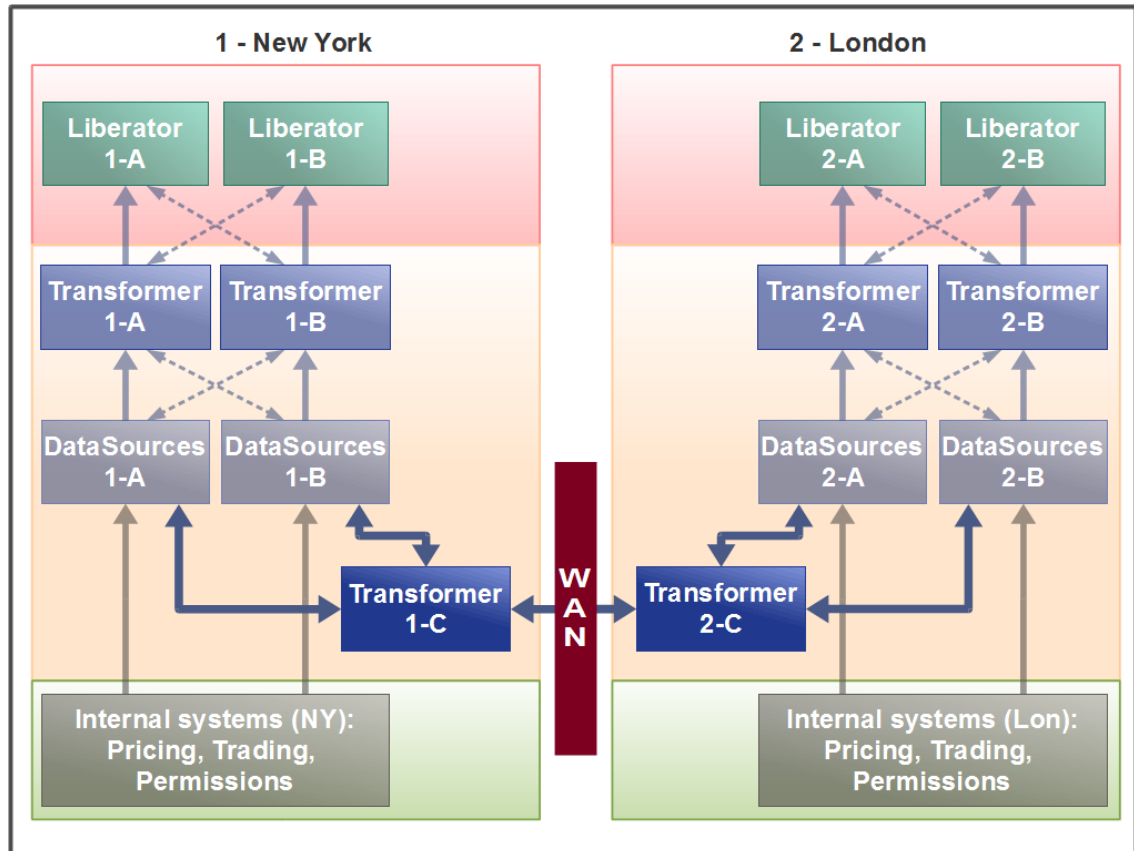 1 - New York
2 - London
Liberator
1-A
Liberator
1-B
Liberator
2-A
Liberator
2-B
Transformer
1-A
Transformer
1-B
Transformer
2-A
Transformer
2-B
DataSources
1-A
DataSources
1-B
DataSources
2-A
DataSources
2-B
Transformer
1-C
W
A
N
Transformer
2-C
Internal systems (NY):
Pricing, Trading,
Permissions
Internal systems (Lon):
Pricing, Trading,
Permissions